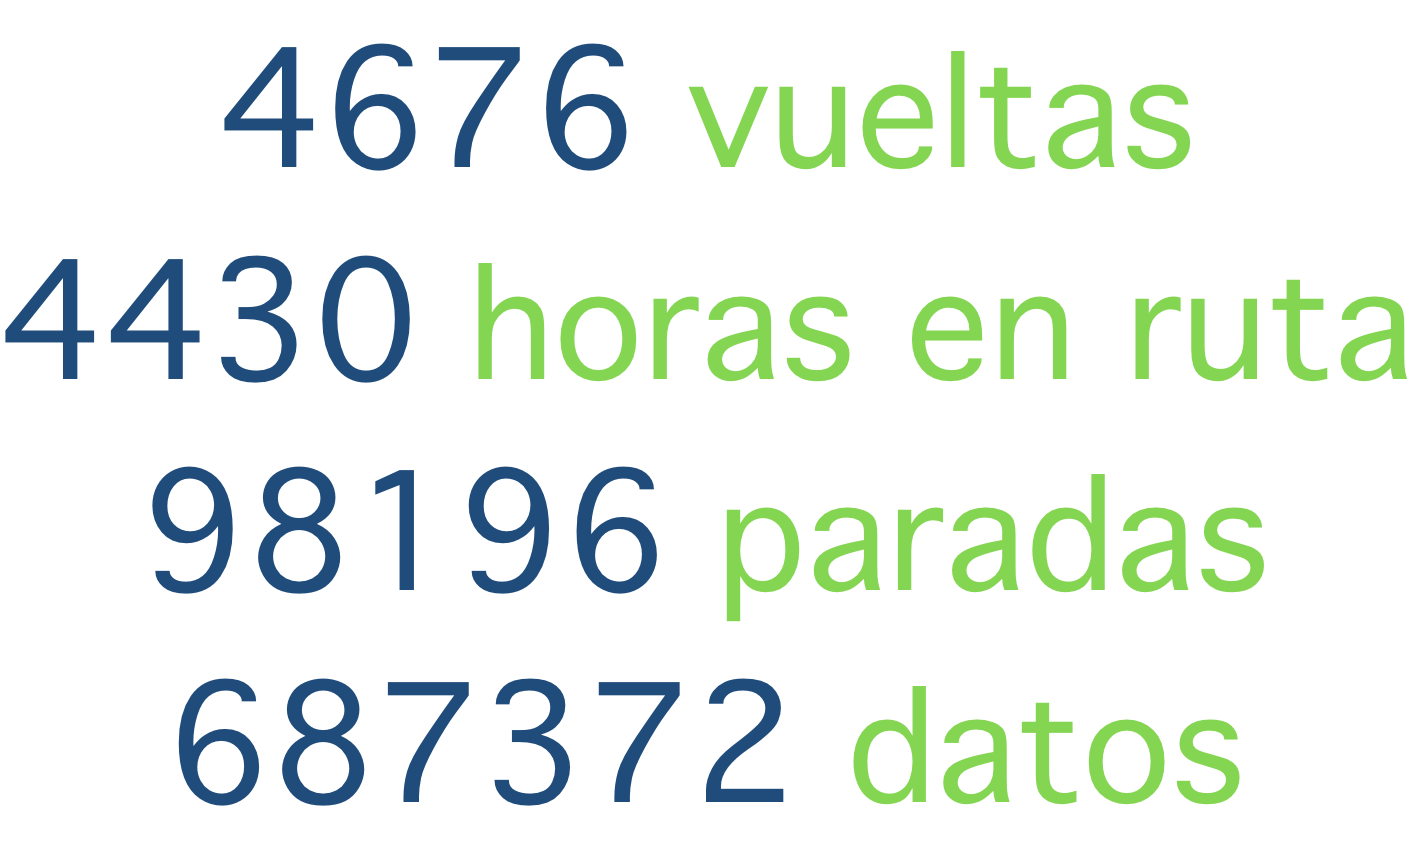 4676 vueltas
4430 horas en ruta
98196 paradas
687372 datos